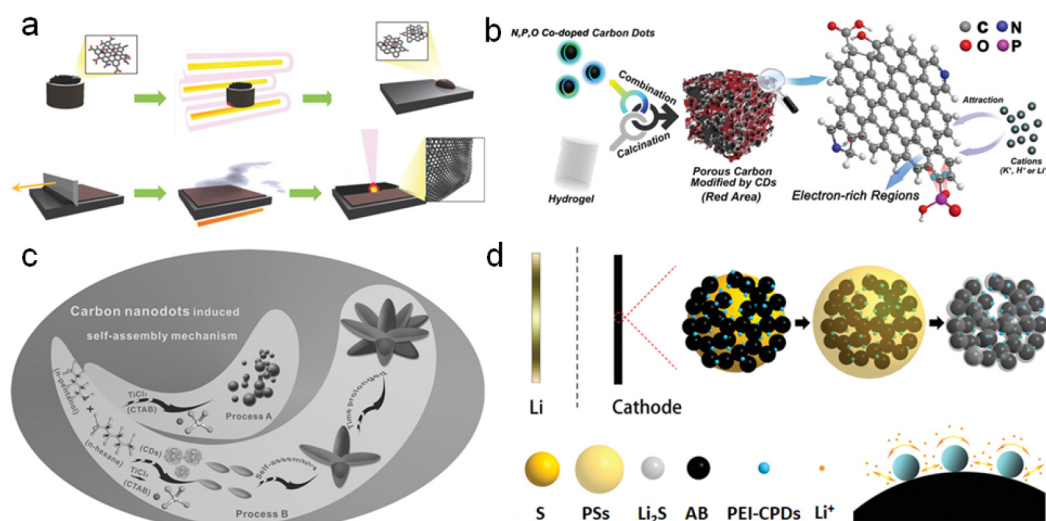 a
b
N,P,O Co-doped Carbon Dots
Combination
Calcination
Hydrogel
Porous Carbon
Modified by CDs
(Red Area)
Electron-rich Regions
C N
O P
Attraction
Cations
(K⁺, H⁺ or Li⁺)
c
Carbon nanodots induced
self-assembly mechanism
(n-pentanol)
+
(n-hexane)
TiCl₃
(CTAB)
Process A
(CDs)
TiCl₃
(CTAB)
Self-assembly
Time prolonged
Process B
d
Li
Cathode
S PSs Li₂S AB PEI-CPDs Li⁺